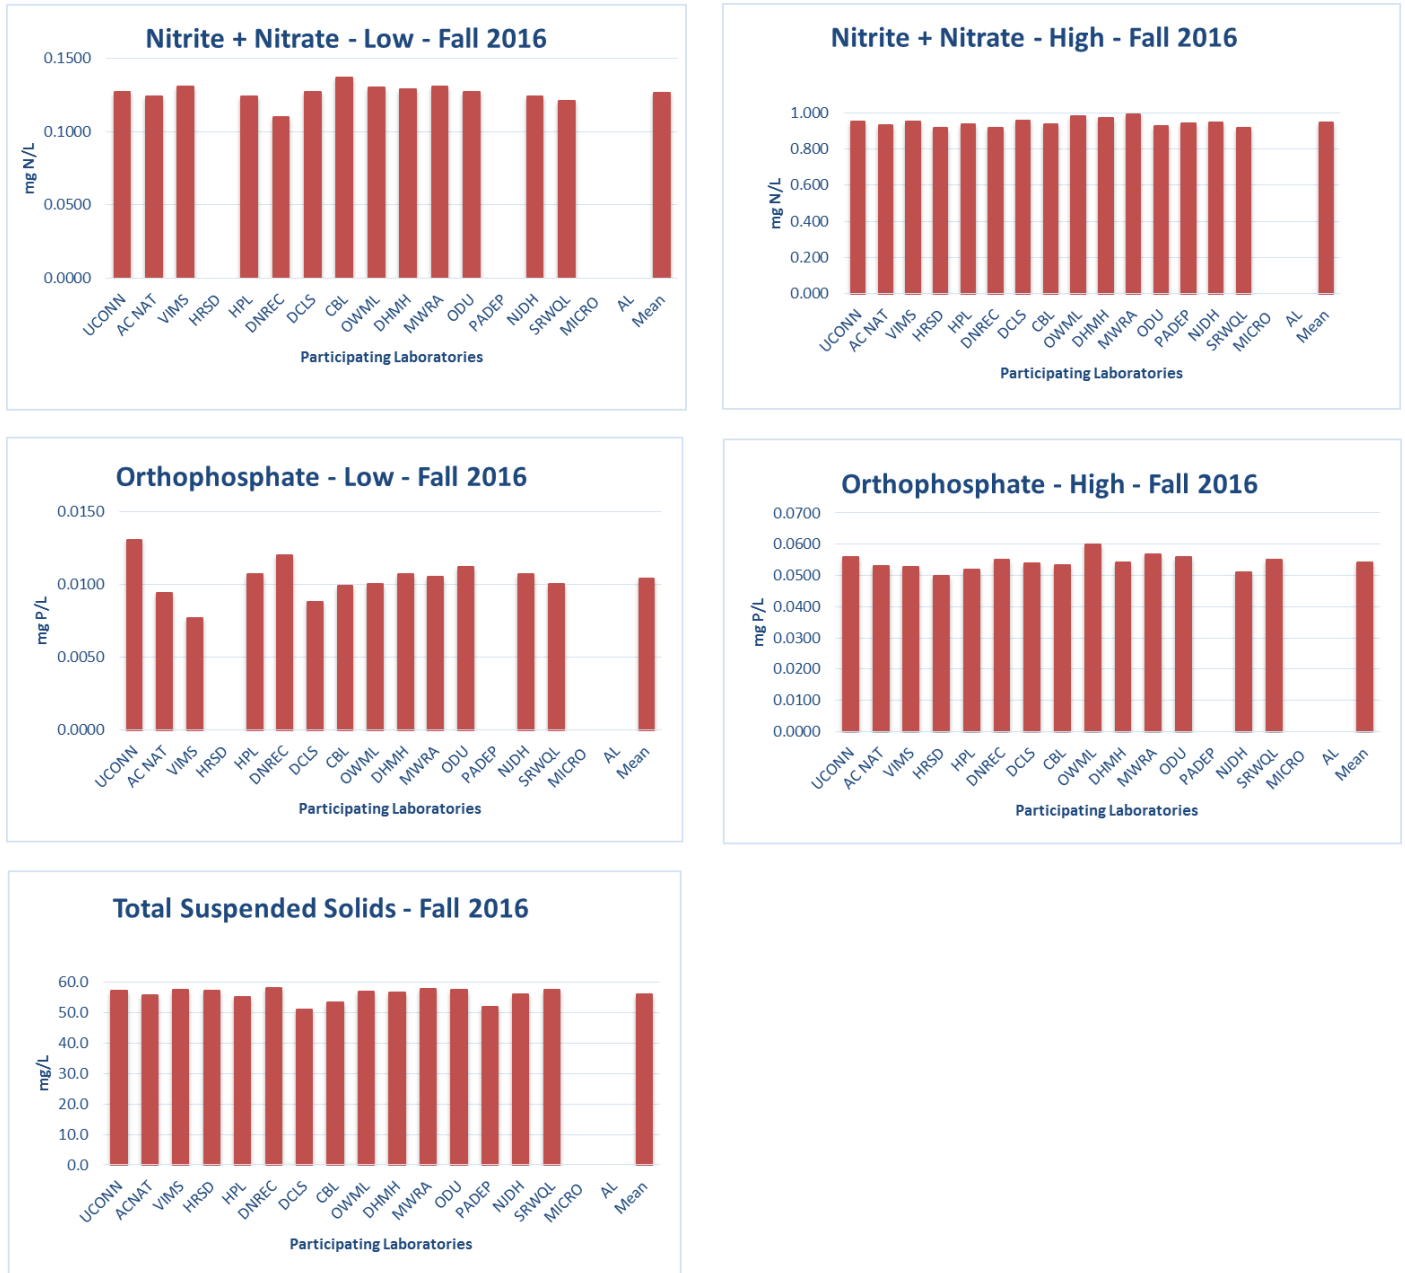 Nitrite + Nitrate - Low - Fall 2016
0.1500
0.1000
0.0500
0.0000
mg N/L
UCONN
AC NAT
VIMS
HRSD
HPL
DNREC
DCLS
CBL
OWML
DHMH
MWRA
ODU
PADEP
NJDH
SRWQL
MICRO
AL
Mean
Participating Laboratories
Nitrite + Nitrate - High - Fall 2016
1.000
0.800
0.600
0.400
0.200
0.000
mg N/L
UCONN
AC NAT
VIMS
HRSD
HPL
DNREC
DCLS
CBL
OWML
DHMH
MWRA
ODU
PADEP
NJDH
SRWQL
MICRO
AL
Mean
Participating Laboratories
Orthophosphate - Low - Fall 2016
0.0150
0.0100
0.0050
0.0000
mg P/L
UCONN
AC NAT
VIMS
HRSD
HPL
DNREC
DCLS
CBL
OWML
DHMH
MWRA
ODU
PADEP
NJDH
SRWQL
MICRO
AL
Mean
Participating Laboratories
Orthophosphate - High - Fall 2016
0.0700
0.0600
0.0500
0.0400
0.0300
0.0200
0.0100
0.0000
mg P/L
UCONN
AC NAT
VIMS
HRSD
HPL
DNREC
DCLS
CBL
OWML
DHMH
MWRA
ODU
PADEP
NJDH
SRWQL
MICRO
AL
Mean
Participating Laboratories
Total Suspended Solids - Fall 2016
60.0
50.0
40.0
30.0
20.0
10.0
0.0
mg/L
UCONN
ACNAT
VIMS
HRSD
HPL
DNREC
DCLS
CBL
OWML
DHMH
MWRA
ODU
PADEP
NJDH
SRWQL
MICRO
AL
Mean
Participating Laboratories